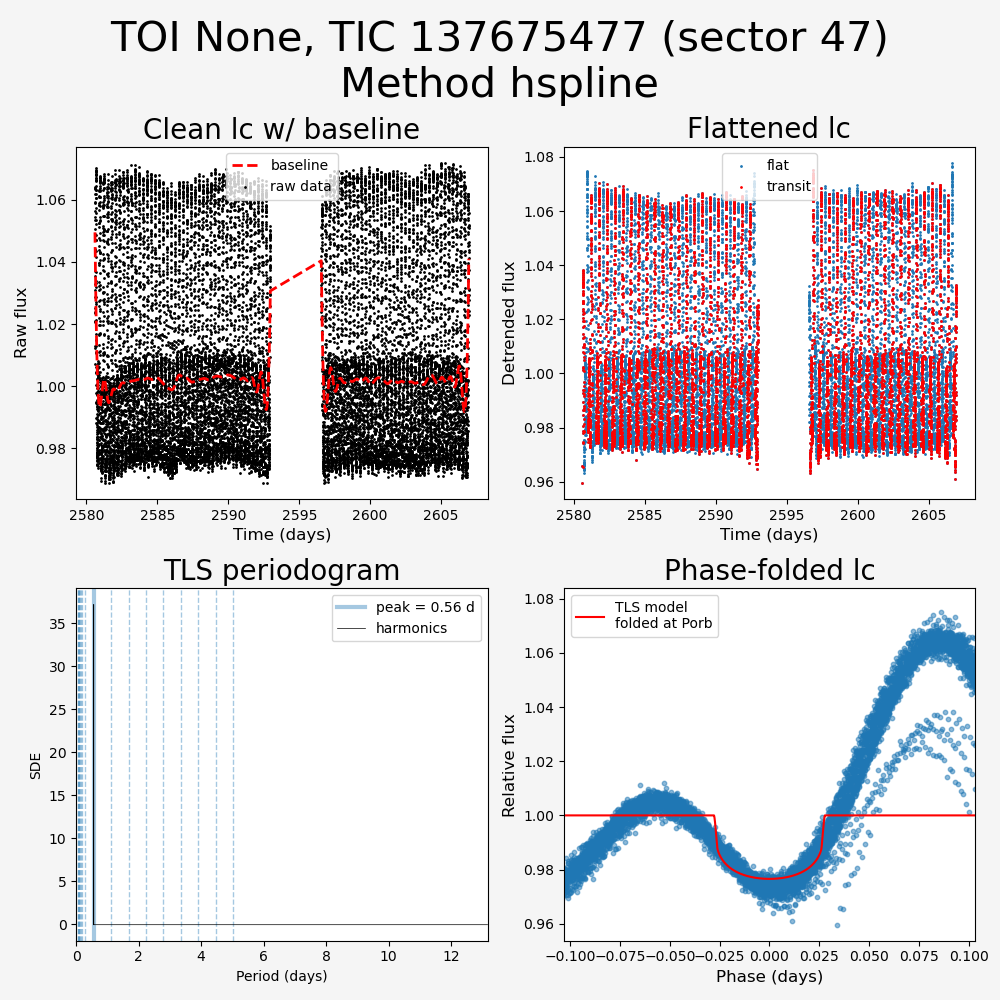 TOI None, TIC 137675477 (sector 47)
Method hspline
Clean lc w/ baseline
baseline
raw data
1.06
1.04
1.02
1.00
0.98
Raw flux
2580
2585
2590
2595
2600
2605
Time (days)
Flattened lc
flat
transit
1.08
1.06
1.04
1.02
1.00
0.98
0.96
Detrended flux
2580
2585
2590
2595
2600
2605
Time (days)
TLS periodogram
peak = 0.56 d
harmonics
35
30
25
20
15
10
5
0
SDE
0
2
4
6
8
10
12
Period (days)
Phase-folded lc
TLS model
folded at Porb
1.08
1.06
1.04
1.02
1.00
0.98
0.96
Relative flux
−0.100
−0.075
−0.050
−0.025
0.000
0.025
0.050
0.075
0.100
Phase (days)